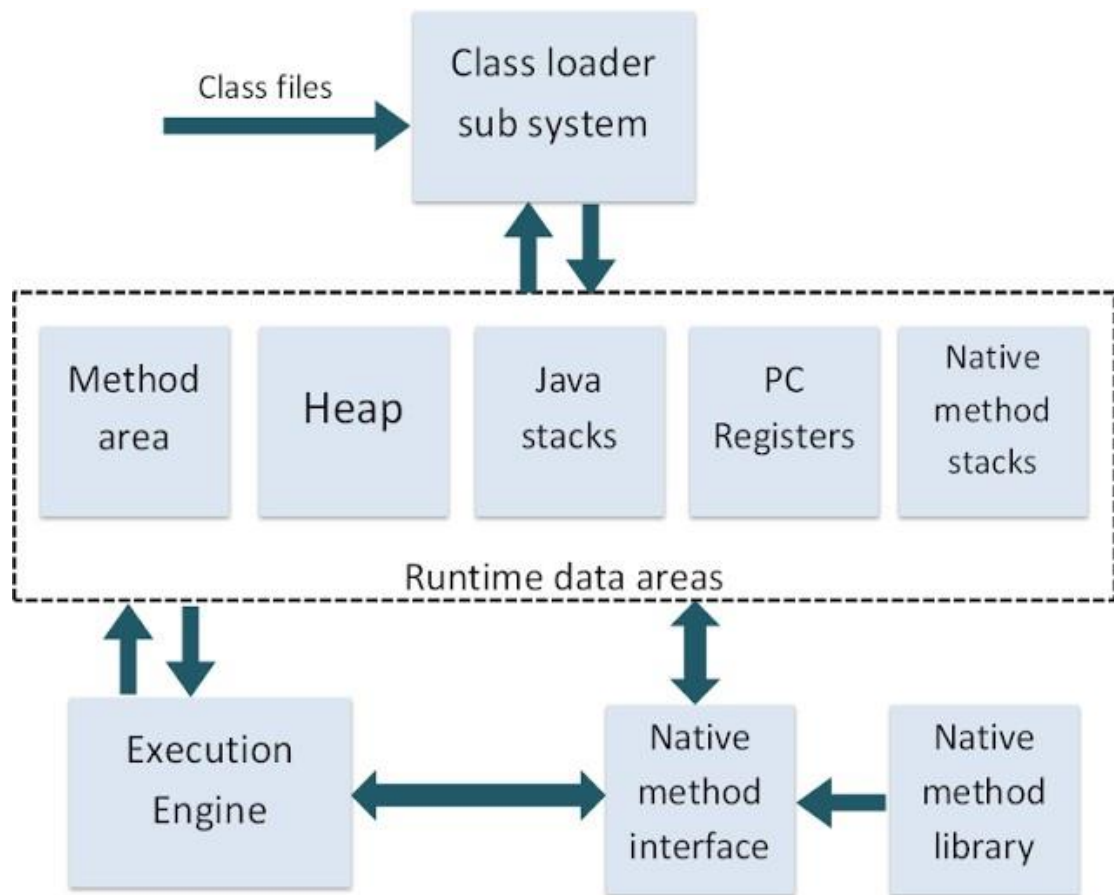 Class files
Class loader
sub system
Method
area
Heap
Java
stacks
PC
Registers
Native
method
stacks
Runtime data areas
Execution
Engine
Native
method
interface
Native
method
library